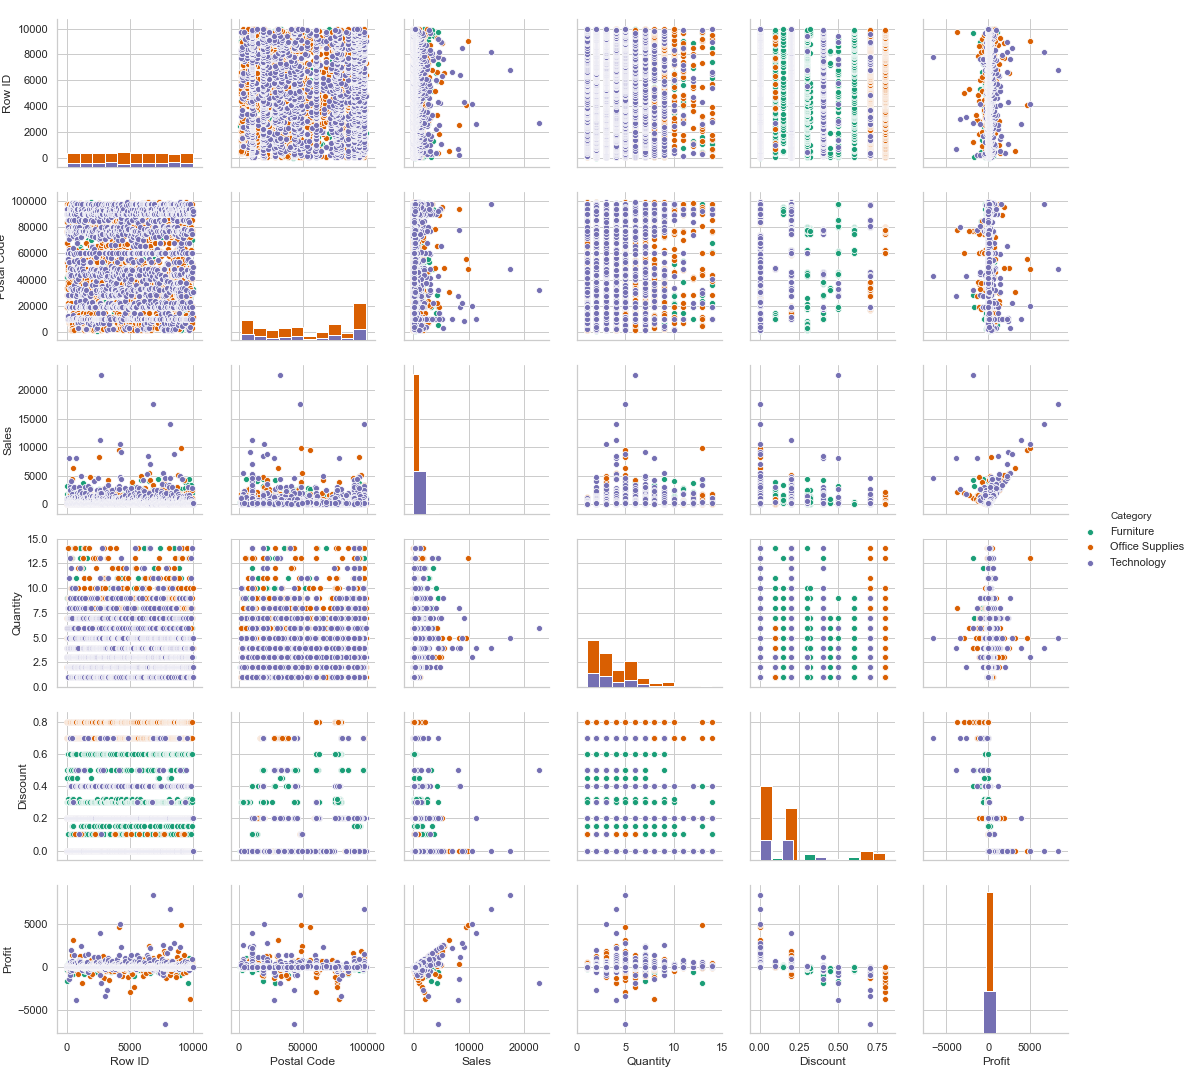 10000
8000
6000
4000
2000
0
Row ID
100000
80000
60000
40000
20000
0
Postal Code
20000
15000
10000
5000
0
Sales
15.0
12.5
10.0
7.5
5.0
2.5
0.0
Quantity
Category
Furniture
Office Supplies
Technology
0.8
0.6
0.4
0.2
0.0
Discount
5000
0
−5000
Profit
0 5000 10000 0 100000 0 10000 20000 0 5 10 15 0.00 0.25 0.50 0.75 −5000 0 5000
Row ID Postal Code Sales Quantity Discount Profit